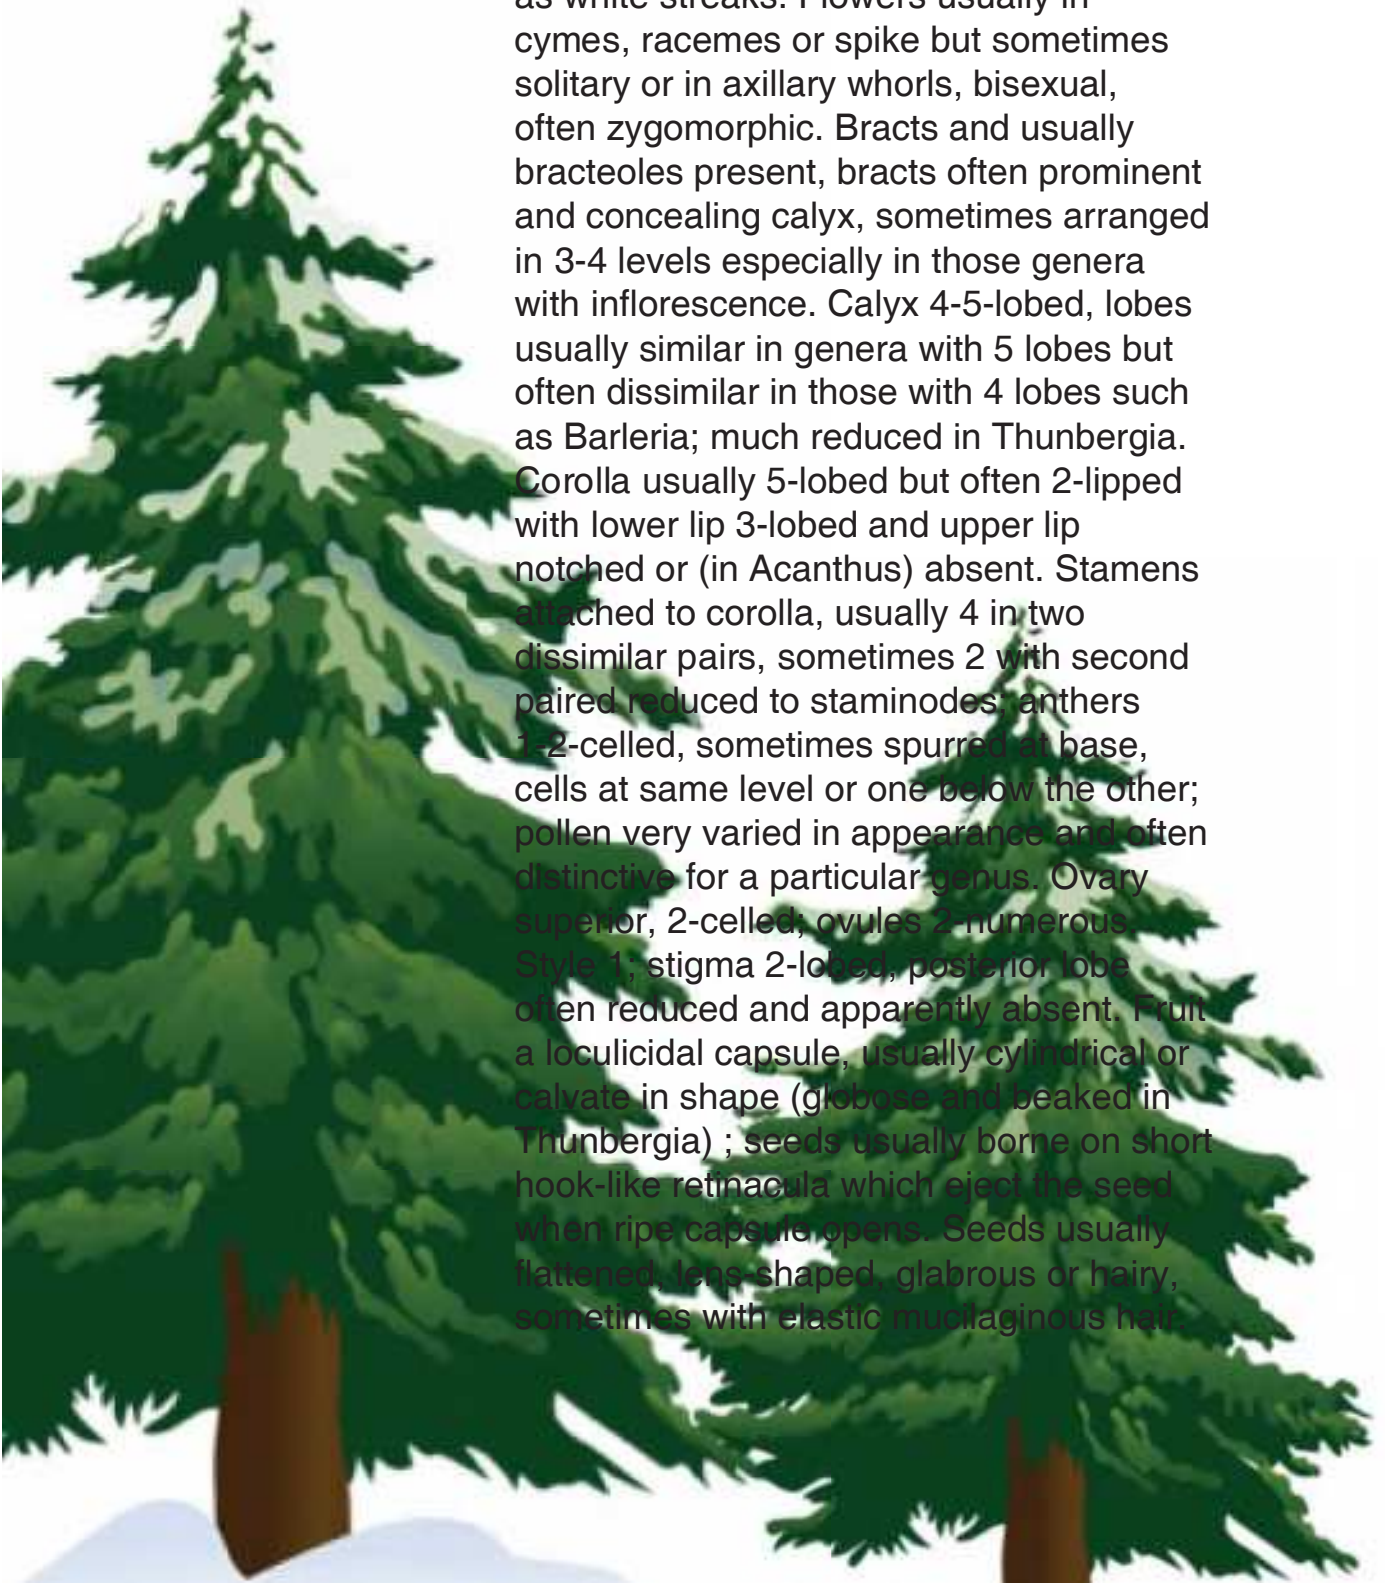 as white streaks. Flowers usually in
cymes, racemes or spike but sometimes
solitary or in axillary whorls, bisexual,
often zygomorphic. Bracts and usually
bracteoles present, bracts often prominent
and concealing calyx, sometimes arranged
in 3-4 levels especially in those genera
with inflorescence. Calyx 4-5-lobed, lobes
usually similar in genera with 5 lobes but
often dissimilar in those with 4 lobes such
as Barleria; much reduced in Thunbergia.
Corolla usually 5-lobed but often 2-lipped
with lower lip 3-lobed and upper lip
notched or (in Acanthus) absent. Stamens
attached to corolla, usually 4 in two
dissimilar pairs, sometimes 2 with second
paired reduced to staminodes; anthers
1-2-celled, sometimes spurred at base,
cells at same level or one below the other;
pollen very varied in appearance and often
distinctive for a particular genus. Ovary
superior, 2-celled; ovules 2-numerous.
Style 1; stigma 2-lobed, posterior lobe
often reduced and apparently absent. Fruit
a loculicidal capsule, usually cylindrical or
calvate in shape (globose and beaked in
Thunbergia) ; seeds usually borne on short
hook-like retinacula which eject the seed
when ripe capsule opens. Seeds usually
flattened, lens-shaped, glabrous or hairy,
sometimes with elastic mucilaginous hair.